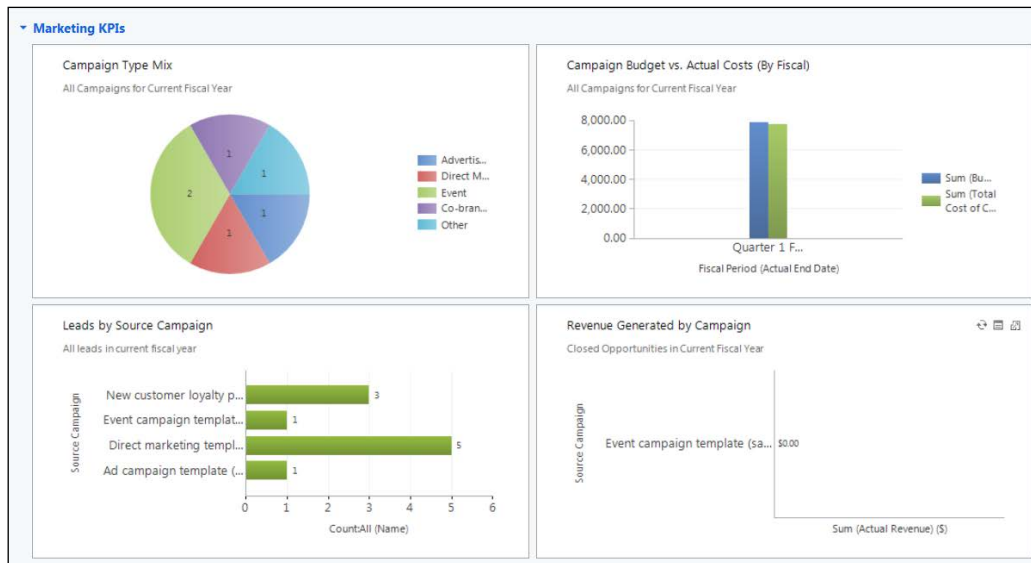 Marketing KPIs
Campaign Type Mix
All Campaigns for Current Fiscal Year
1
1
2
1
1
Advertis...
Direct M...
Event
Co-bran...
Other
Campaign Budget vs. Actual Costs (By Fiscal)
All Campaigns for Current Fiscal Year
8,000.00
6,000.00
4,000.00
2,000.00
0.00
Quarter 1 F...
Fiscal Period (Actual End Date)
Sum (Bu...
Sum (Total
Cost of C...
Leads by Source Campaign
All leads in current fiscal year
Source Campaign
New customer loyalty p...
3
Event campaign templat...
1
Direct marketing templ...
5
Ad campaign template (...
1
0 1 2 3 4 5 6
Count:All (Name)
Revenue Generated by Campaign
Closed Opportunities in Current Fiscal Year
Source Campaign
Event campaign template (sa...
$0.00
Sum (Actual Revenue) ($)